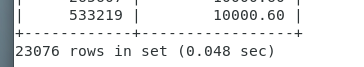 | 533219 | 10000.60 |
+------------+-----------------+
23076 rows in set (0.048 sec)